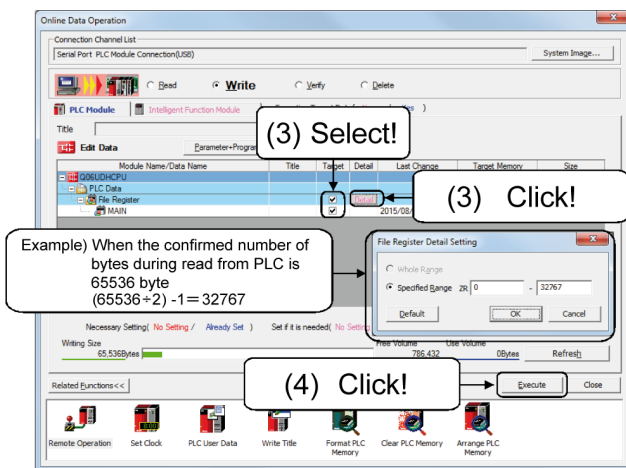 Online Data Operation
Connection Channel List
Serial Port PLC Module Connection(USB)
System Image...
Read
Write
Verify
Delete
PLC Module
Intelligent Function Module
Yes )
Title
(3) Select!
Edit Data
Parameter+Program
Module Name/Data Name
Title
Target
Detail
Last Change
Target Memory
Size
Q06UDHCPU
PLC Data
File Register
Detail
MAIN
2015/08/
(3) Click!
Example) When the confirmed number of
bytes during read from PLC is
65536 byte
(65536÷2) -1＝32767
File Register Detail Setting
Whole Range
Specified Range ZR 0 - 32767
Default
OK
Cancel
Necessary Setting( No Setting / Already Set )
Set if it is needed( No Setting
Writing Size
65,536Bytes
Free Volume
786,432
Use Volume
0Bytes
Refresh
Related Functions<<
(4) Click!
Execute
Close
Remote Operation
Set Clock
PLC User Data
Write Title
Format PLC
Memory
Clear PLC Memory
Arrange PLC
Memory